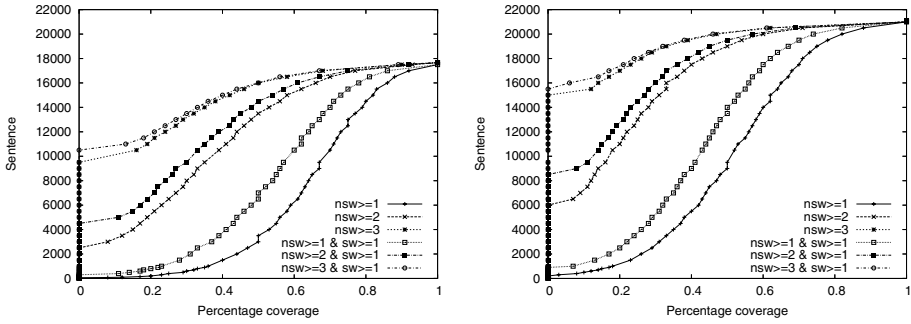 22000
20000
18000
16000
14000
12000
10000
8000
6000
4000
2000
0
Sentence
0 0.2 0.4 0.6 0.8 1
Percentage coverage
nsw>=1
nsw>=2
nsw>=3
nsw>=1 & sw>=1
nsw>=2 & sw>=1
nsw>=3 & sw>=1
22000
20000
18000
16000
14000
12000
10000
8000
6000
4000
2000
0
Sentence
0 0.2 0.4 0.6 0.8 1
Percentage coverage
nsw>=1
nsw>=2
nsw>=3
nsw>=1 & sw>=1
nsw>=2 & sw>=1
nsw>=3 & sw>=1